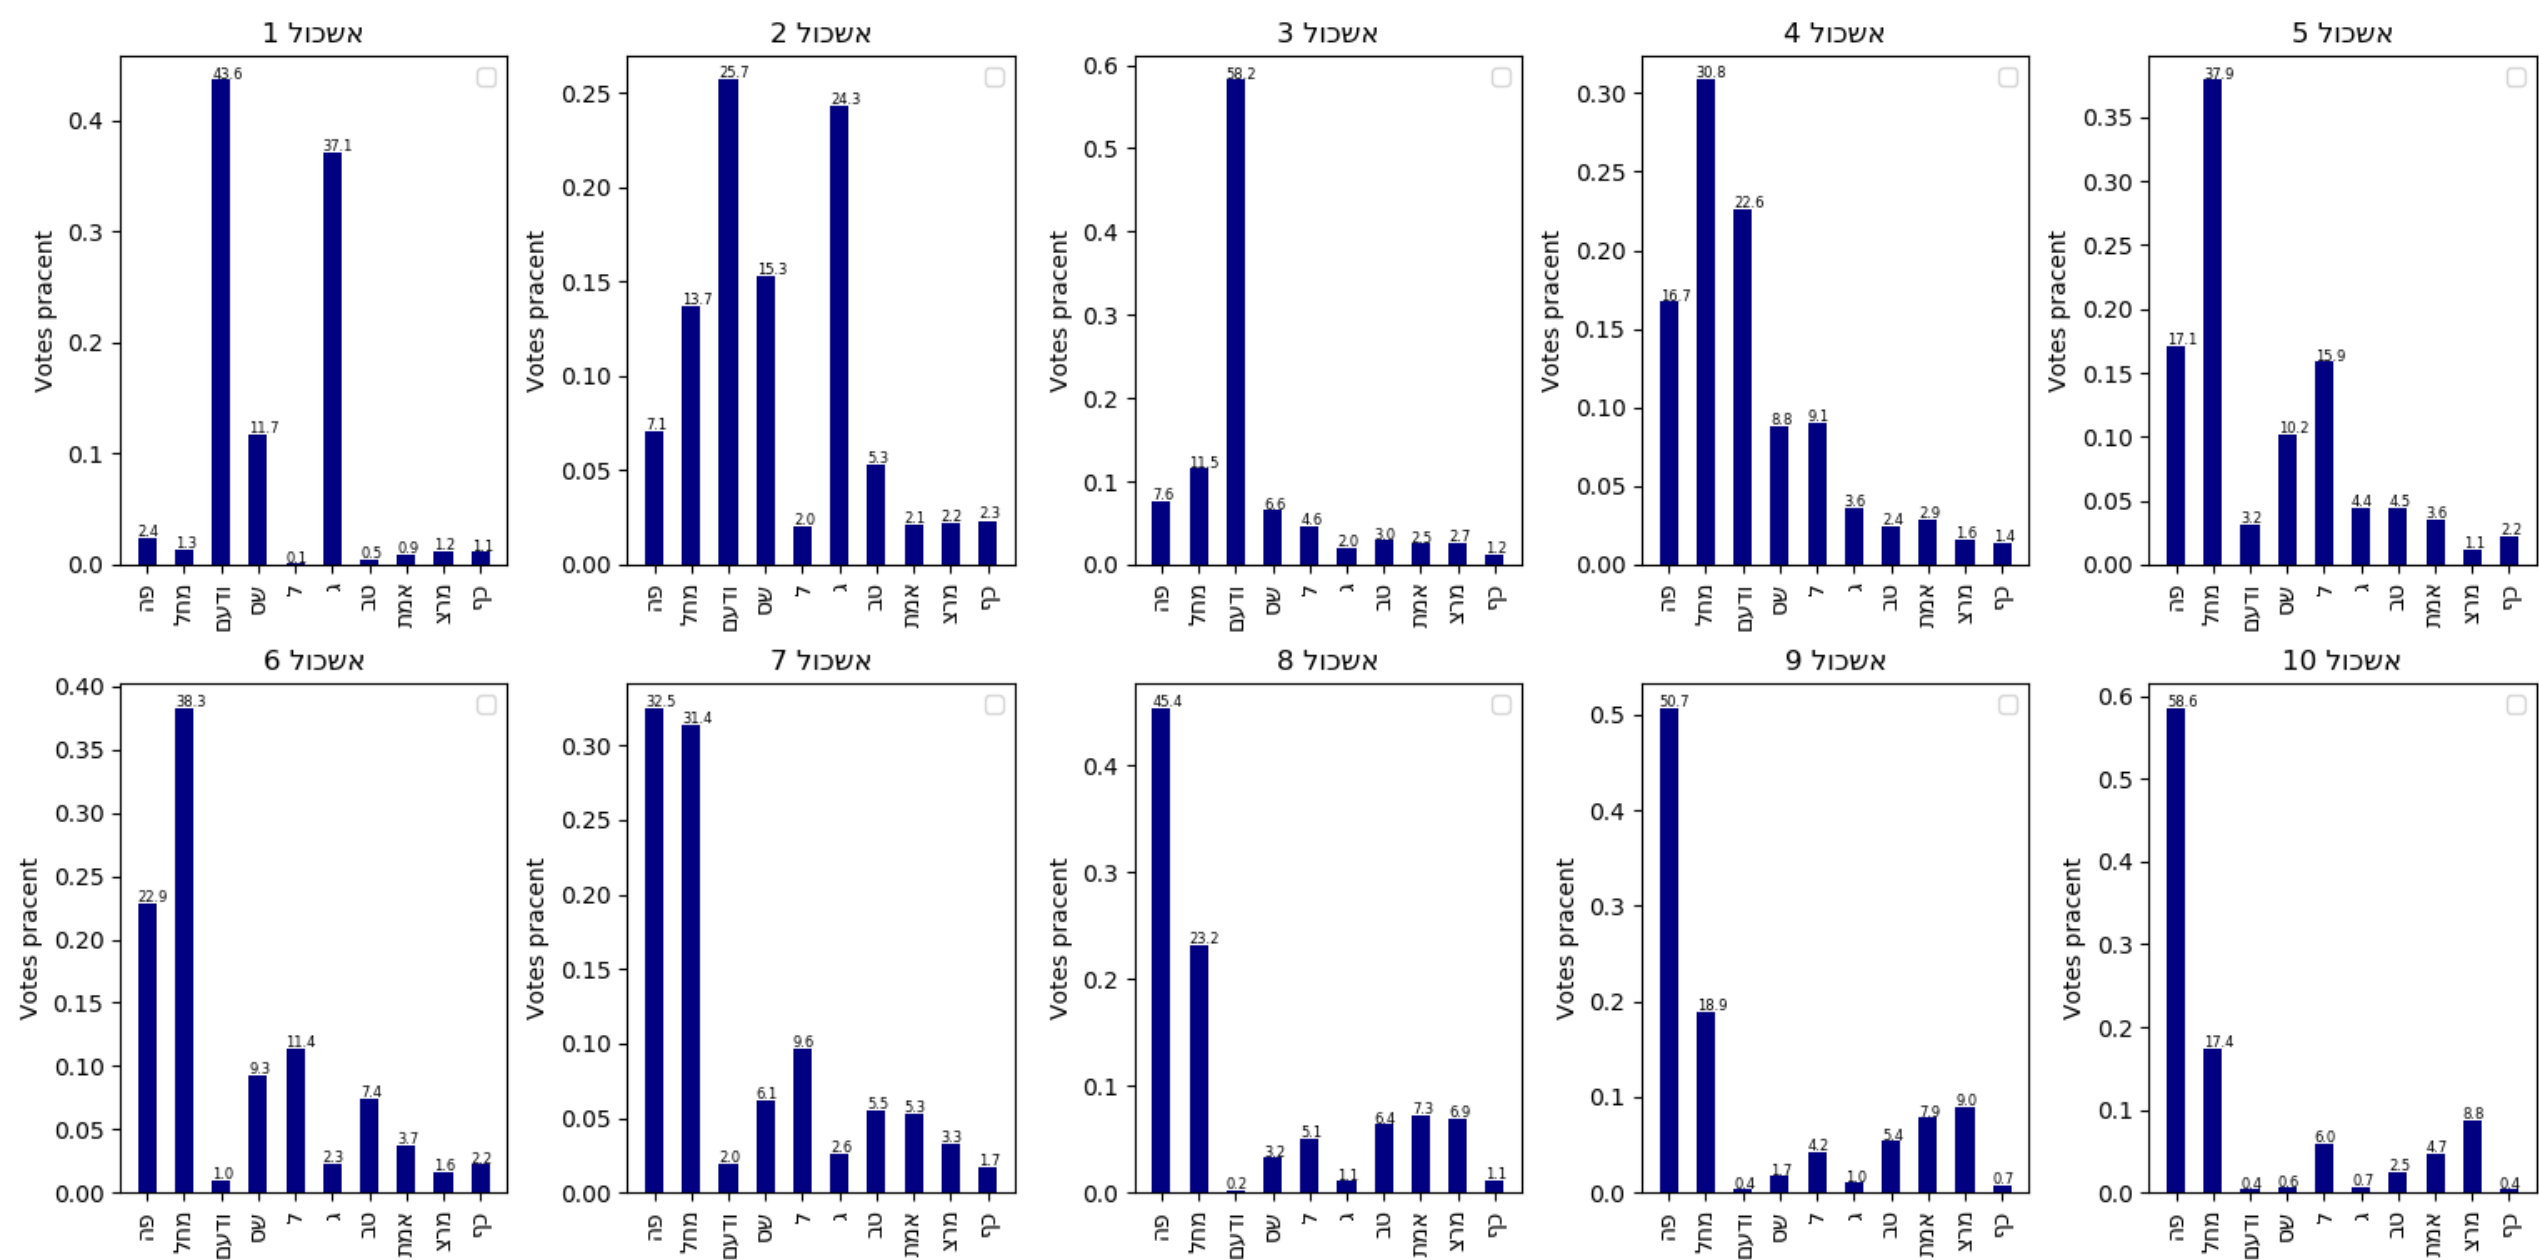 אשכול 1
Votes pracent
0.4
0.3
0.2
0.1
0.0
43.6
37.1
11.7
2.4
1.3
0.1
0.5
0.9
1.2
1.1
פה
מחל
ודעם
שס
ל
ג
טב
אמת
מרצ
כף
אשכול 2
Votes pracent
0.25
0.20
0.15
0.10
0.05
0.00
7.1
13.7
25.7
15.3
2.0
24.3
5.3
2.1
2.2
2.3
פה
מחל
ודעם
שס
ל
ג
טב
אמת
מרצ
כף
אשכול 3
Votes pracent
0.6
0.5
0.4
0.3
0.2
0.1
0.0
7.6
11.5
58.2
6.6
4.6
2.0
3.0
2.5
2.7
1.2
פה
מחל
ודעם
שס
ל
ג
טב
אמת
מרצ
כף
אשכול 4
Votes pracent
0.30
0.25
0.20
0.15
0.10
0.05
0.00
16.7
30.8
22.6
8.8
9.1
3.6
2.4
2.9
1.6
1.4
פה
מחל
ודעם
שס
ל
ג
טב
אמת
מרצ
כף
אשכול 5
Votes pracent
0.35
0.30
0.25
0.20
0.15
0.10
0.05
0.00
17.1
37.9
3.2
10.2
15.9
4.4
4.5
3.6
1.1
2.2
פה
מחל
ודעם
שס
ל
ג
טב
אמת
מרצ
כף
אשכול 6
Votes pracent
0.40
0.35
0.30
0.25
0.20
0.15
0.10
0.05
0.00
22.9
38.3
1.0
9.3
11.4
2.3
7.4
3.7
1.6
2.2
פה
מחל
ודעם
שס
ל
ג
טב
אמת
מרצ
כף
אשכול 7
Votes pracent
0.30
0.25
0.20
0.15
0.10
0.05
0.00
32.5
31.4
2.0
6.1
9.6
2.6
5.5
5.3
3.3
1.7
פה
מחל
ודעם
שס
ל
ג
טב
אמת
מרצ
כף
אשכול 8
Votes pracent
0.4
0.3
0.2
0.1
0.0
45.4
23.2
0.2
3.2
5.1
1.1
6.4
7.3
6.9
1.1
פה
מחל
ודעם
שס
ל
ג
טב
אמת
מרצ
כף
אשכול 9
Votes pracent
0.5
0.4
0.3
0.2
0.1
0.0
50.7
18.9
0.4
1.7
4.2
1.0
5.4
7.9
9.0
0.7
פה
מחל
ודעם
שס
ל
ג
טב
אמת
מרצ
כף
אשכול 10
Votes pracent
0.6
0.5
0.4
0.3
0.2
0.1
0.0
58.6
17.4
0.4
0.6
6.0
0.7
2.5
4.7
8.8
0.4
פה
מחל
ודעם
שס
ל
ג
טב
אמת
מרצ
כף